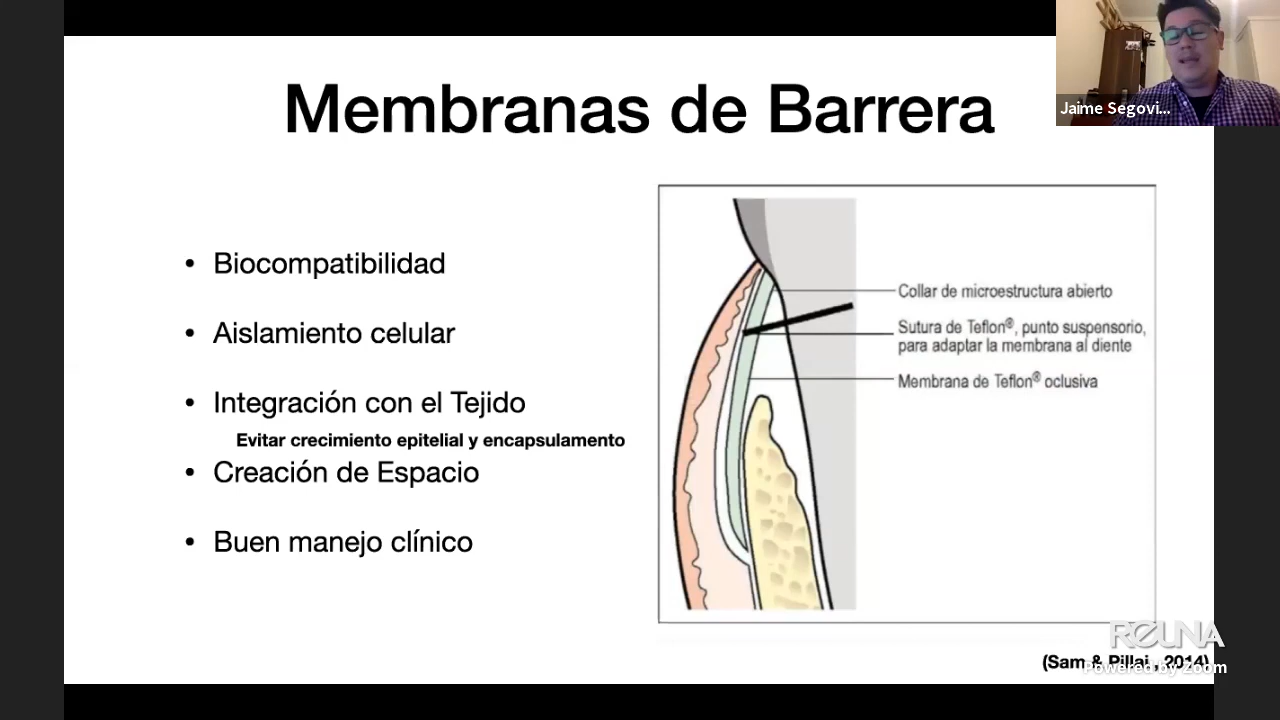 Membranas de Barrera
Jaime Segovi...
• Biocompatibilidad
• Aislamiento celular
• Integración con el Tejido
Evitar crecimiento epitelial y encapsulamento
• Creación de Espacio
• Buen manejo clínico
Collar de microestructura abierto
Sutura de Teflon®, punto suspensorio,
para adaptar la membrana al diente
Membrana de Teflon® oclusiva
REUNA
(Sam & Pillai, 2014)
Powered by Zoom